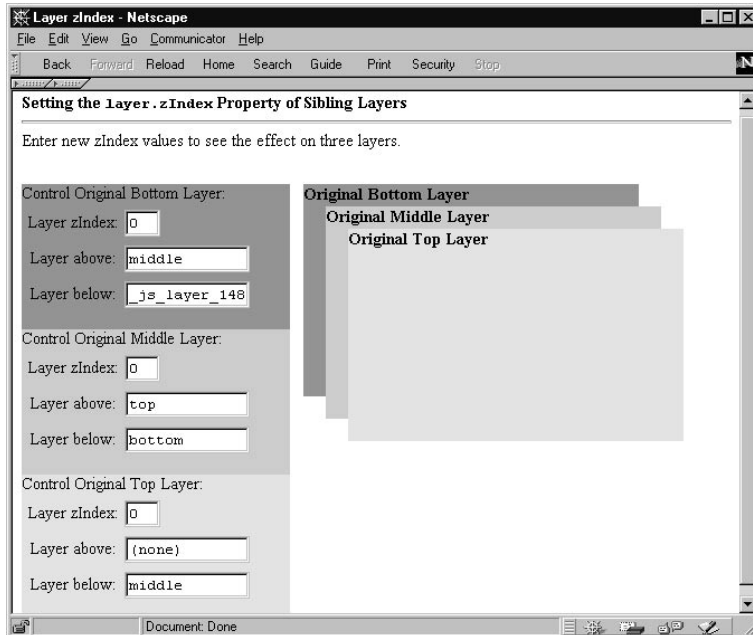 Layer zIndex - Netscape
File Edit View Go Communicator Help
Back Forward Reload Home Search Guide Print Security Stop
N
Setting the layer.zIndex Property of Sibling Layers
Enter new zIndex values to see the effect on three layers.
Control Original Bottom Layer:
Layer zIndex: 0
Layer above: middle
Layer below: _js_layer_148
Control Original Middle Layer:
Layer zIndex: 0
Layer above: top
Layer below: bottom
Control Original Top Layer:
Layer zIndex: 0
Layer above: (none)
Layer below: middle
Original Bottom Layer
Original Middle Layer
Original Top Layer
Document: Done